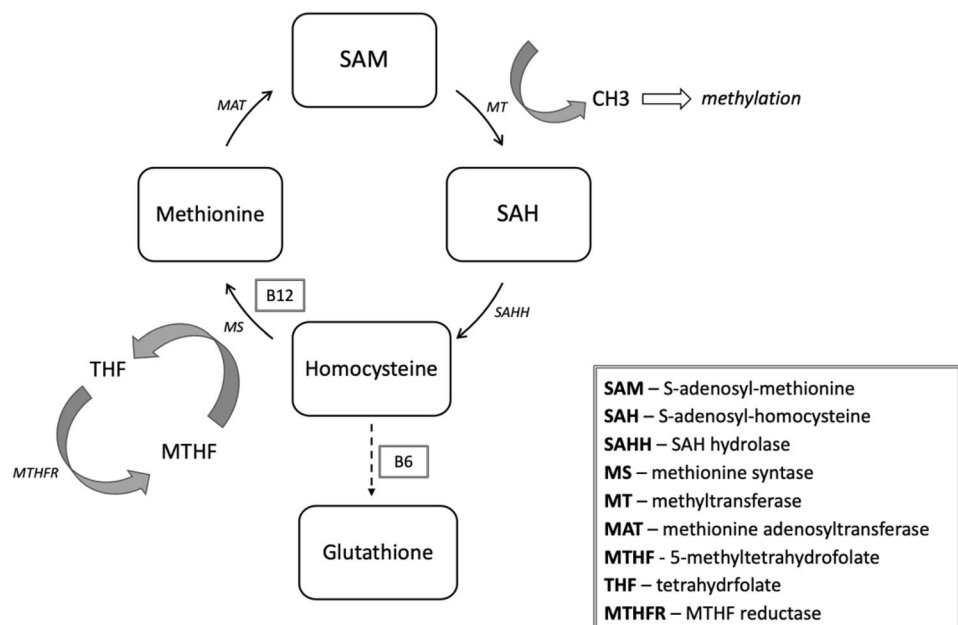 SAM
MAT
MT
CH3
methylation
Methionine
SAH
B12
MS
SAHH
THF
Homocysteine
MTHF
MTHFR
B6
Glutathione
SAM – S-adenosyl-methionine
SAH – S-adenosyl-homocysteine
SAHH – SAH hydrolase
MS – methionine syntase
MT – methyltransferase
MAT – methionine adenosyltransferase
MTHF - 5-methyltetrahydrofolate
THF – tetrahydrfolate
MTHFR – MTHF reductase